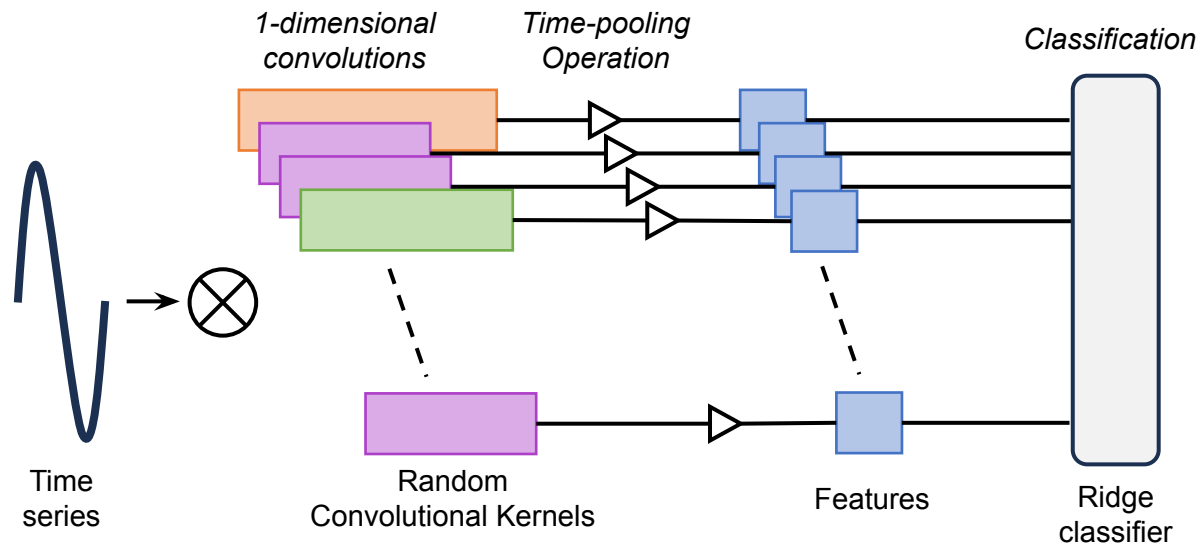 1-dimensional
convolutions
Time-pooling
Operation
Classification
Time
series
Random
Convolutional Kernels
Features
Ridge
classifier